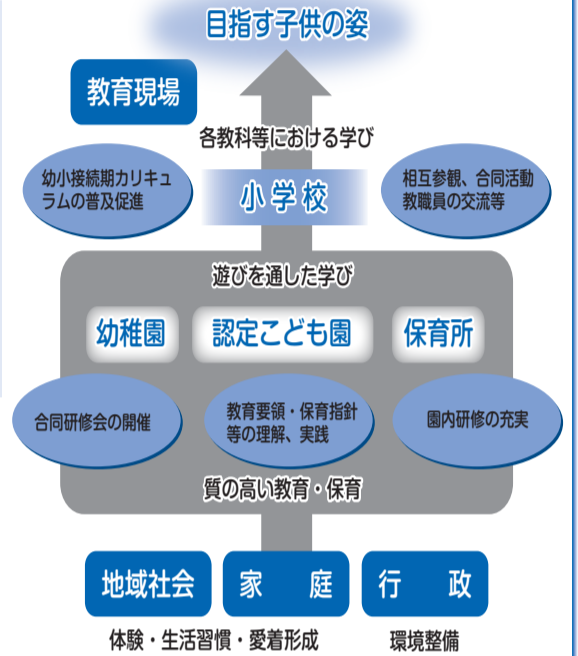 目指す子供の姿
教育現場
各教科等における学び
幼小接続期カリキュ
ラムの普及促進
小学校
相互参観、合同活動
教職員の交流等
遊びを通した学び
幼稚園
認定こども園
保育所
合同研修会の開催
教育要領・保育指針
等の理解、実践
園内研修の充実
質の高い教育・保育
地域社会
家庭
行政
体験・生活習慣・愛着形成
環境整備